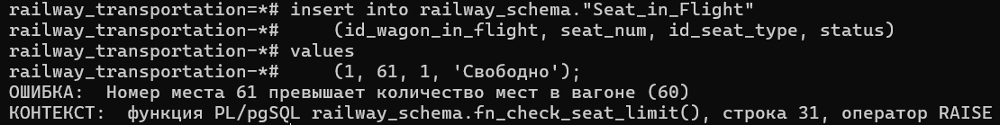 railway_transportation=*# insert into railway_schema."Seat_in_Flight"
railway_transportation-*#     (id_wagon_in_flight, seat_num, id_seat_type, status)
railway_transportation-*# values
railway_transportation-*#     (1, 61, 1, 'Свободно');
ОШИБКА:  Номер места 61 превышает количество мест в вагоне (60)
КОНТЕКСТ:  функция PL/pgSQL railway_schema.fn_check_seat_limit(), строка 31, оператор RAISE